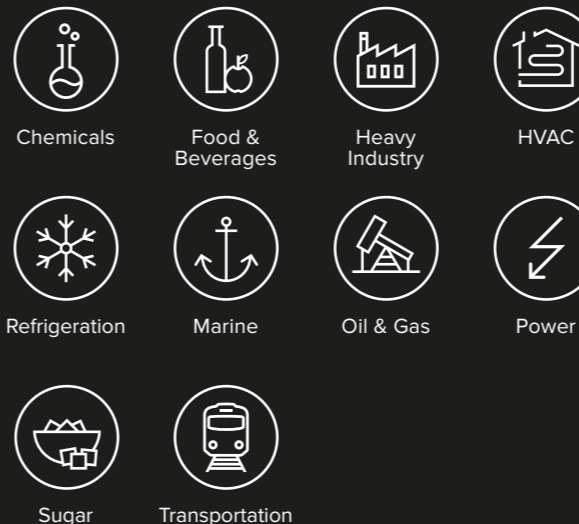 Chemicals
Food &
Beverages
Heavy
Industry
HVAC
Refrigeration
Marine
Oil & Gas
Power
Sugar
Transportation